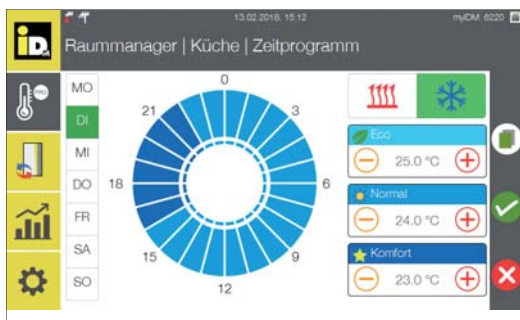 13.02.2016, 15:12
myIDM: 6220
iDM
Raummanager | Küche | Zeitprogramm
PRO
MO
DI
MI
DO
FR
SA
SO
0
3
6
9
12
15
18
21
Eco
25.0 °C
Normal
24.0 °C
Komfort
23.0 °C